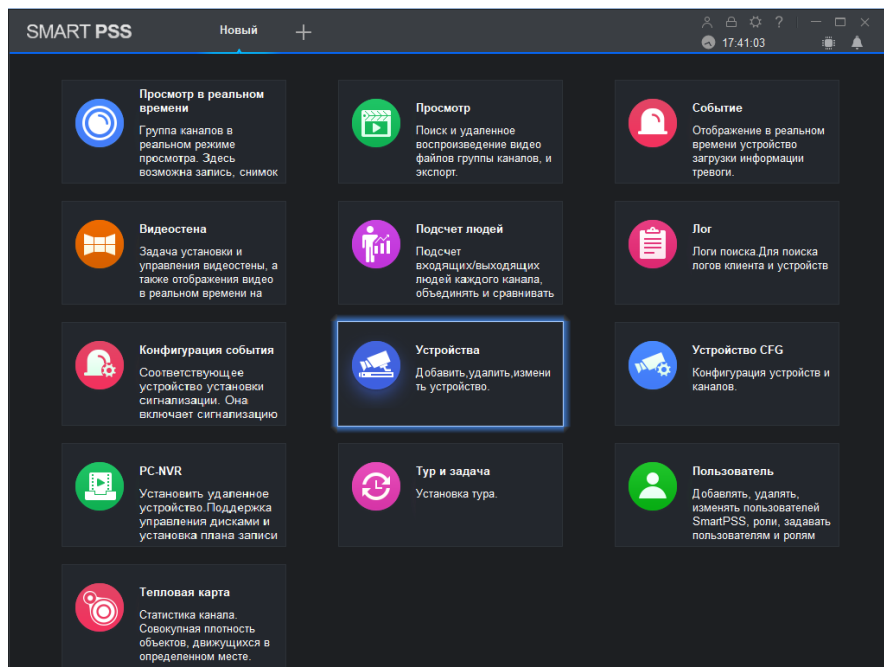 SMART PSS
Новый
17:41:03
Просмотр в реальном
времени
Группа каналов в
реальном режиме
просмотра. Здесь
возможна запись, снимок
Просмотр
Поиск и удаленное
воспроизведение видео
файлов группы каналов, и
экспорт.
Событие
Отображение в реальном
времени устройство
загрузки информации
тревоги.
Видеостена
Задача установки и
управления видеостены, а
также отображения видео
в реальном времени на
Подсчет людей
Подсчет
входящих/выходящих
людей каждого канала,
объединять и сравнивать
Лог
Логи поиска.Для поиска
логов клиента и устройств
Конфигурация события
Соответствующее
устройство установки
сигнализации. Она
включает сигнализацию
Устройства
Добавить,удалить,измени
ть устройство.
Устройство CFG
Конфигурация устройств и
каналов.
PC-NVR
Установить удаленное
устройство.Поддержка
управления дисками и
установка плана записи
Тур и задача
Установка тура.
Пользователь
Добавлять, удалять,
изменять пользователей
SmartPSS, роли, задавать
пользователям и ролям
Тепловая карта
Статистика канала.
Совокупная плотность
объектов, движущихся в
определенном месте.